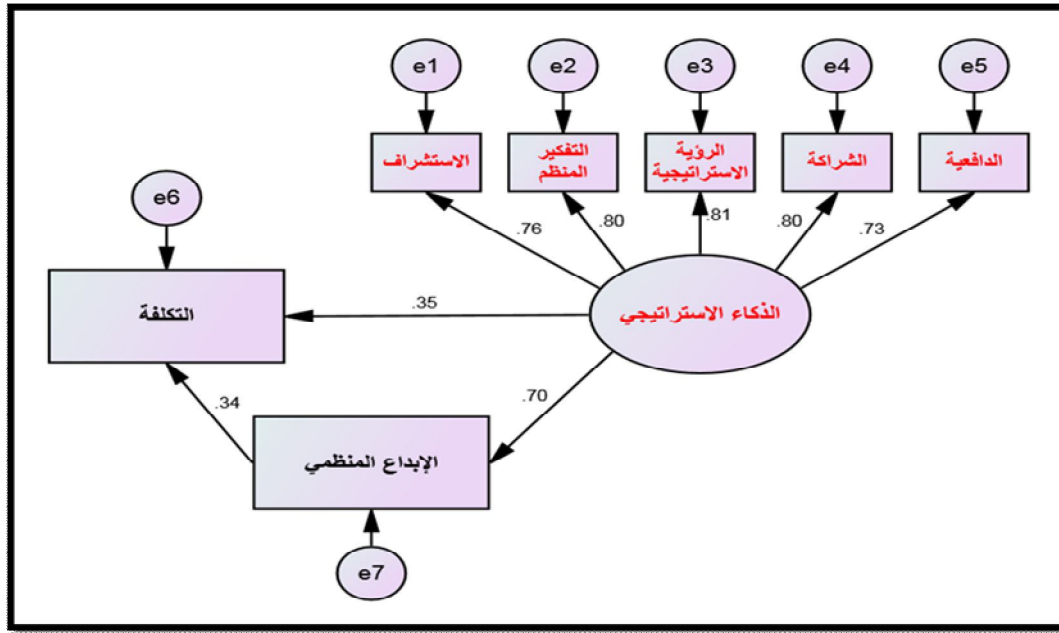 e1
e2
e3
e4
e5
الاستشراف
التفكير
المنظم
الرؤية
الاستراتيجية
الشراكة
الدافعية
e6
.76
.80
.81
.80
.73
التكلفة
.35
الذكاء الاستراتيجي
.34
.70
الإبداع المنظمي
e7